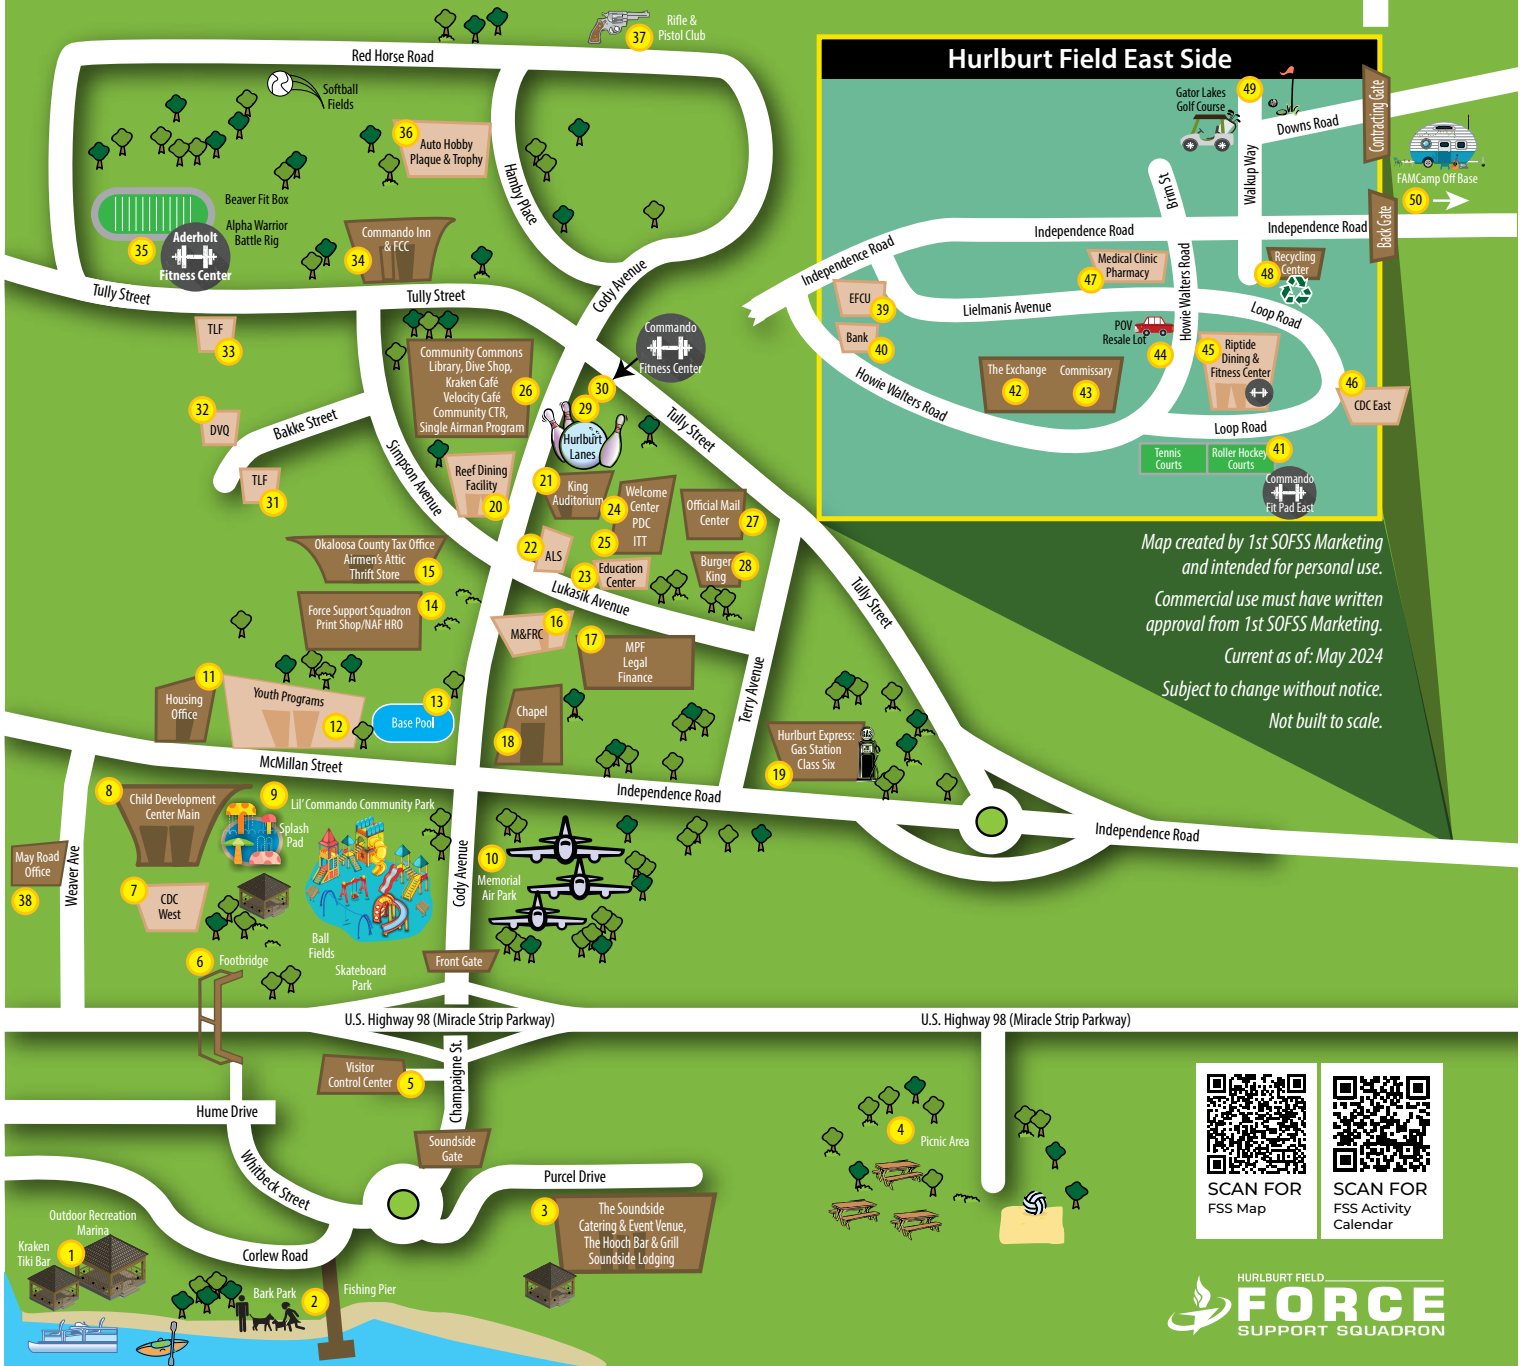 Rifle &
Pistol Club
37
Red Horse Road
Softball
Fields
36
Auto Hobby
Plaque & Trophy
Hamby Place
Beaver Fit Box
Alpha Warrior
Battle Rig
35
Aderholt
Fitness Center
Commando Inn
& FCC
34
Cody Avenue
Tully Street
Tully Street
TLF
33
Commando
Fitness Center
Community Commons
Library, Dive Shop,
Kraken Café
Velocity Café
Community CTR,
Single Airman Program
26
30
29
Hurlburt
Lanes
Tully Street
32
DVQ
Bakke Street
Simpson Avenue
TLF
31
Reef Dining
Facility
20
21
King
Auditorium
24
Welcome
Center
PDC
ITT
25
Official Mail
Center
27
22
ALS
23
Education
Center
Burger
King
28
Okaloosa County Tax Office
Airmen's Attic
Thrift Store
15
Lukasik Avenue
Tully Street
Force Support Squadron
Print Shop/NAF HRO
14
M&FRC
16
17
MPF
Legal
Finance
Terry Avenue
11
Housing
Office
Youth Programs
12
13
Base Pool
Chapel
18
Hurlburt Express:
Gas Station
Class Six
19
McMillan Street
Independence Road
Independence Road
8
Child Development
Center Main
9
Lil' Commando Community Park
Splash
Pad
May Road
Office
38
Weaver Ave
7
CDC
West
Cody Avenue
10
Memorial
Air Park
Ball
Fields
Skateboard
Park
6
Footbridge
Front Gate
U.S. Highway 98 (Miracle Strip Parkway)
U.S. Highway 98 (Miracle Strip Parkway)
Visitor
Control Center
5
Champaigne St.
Hume Drive
Soundside
Gate
4
Picnic Area
Whitbeck Street
Purcel Drive
3
The Soundside
Catering & Event Venue,
The Hooch Bar & Grill
Soundside Lodging
Outdoor Recreation
Marina
Kraken
Tiki Bar
1
Corlew Road
Bark Park
2
Fishing Pier
Hurlburt Field East Side
Gator Lakes
Golf Course
49
Downs Road
Contracting Gate
FAMCamp Off Base
50
Brim St
Walkup Way
Independence Road
Independence Road
Independence Road
Back Gate
Medical Clinic
Pharmacy
47
Howie Walters Road
Recycling
Center
48
EFCU
39
Lielmanis Avenue
Loop Road
Bank
40
POV
Resale Lot
44
45
Riptide
Dining &
Fitness Center
The Exchange
42
Commissary
43
46
CDC East
Howie Walters Road
Loop Road
Tennis
Courts
Roller Hockey
Courts
41
Commando
Fit Pad East
Map created by 1st SOFSS Marketing
and intended for personal use.
Commercial use must have written
approval from 1st SOFSS Marketing.
Current as of: May 2024
Subject to change without notice.
Not built to scale.
SCAN FOR
FSS Map
SCAN FOR
FSS Activity
Calendar
HURLBURT FIELD
FORCE
SUPPORT SQUADRON
GAS